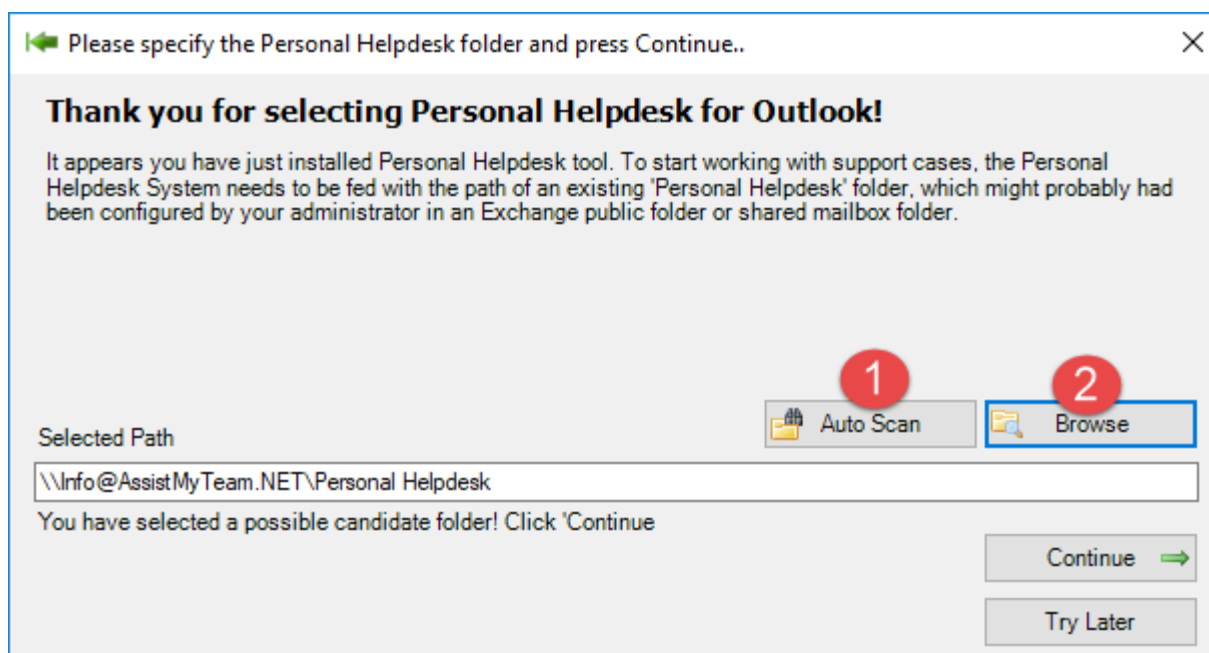 Please specify the Personal Helpdesk folder and press Continue..
Thank you for selecting Personal Helpdesk for Outlook!
It appears you have just installed Personal Helpdesk tool. To start working with support cases, the Personal
Helpdesk System needs to be fed with the path of an existing 'Personal Helpdesk' folder, which might probably had
been configured by your administrator in an Exchange public folder or shared mailbox folder.
1 2
Auto Scan Browse
Selected Path
\\Info@AssistMyTeam.NET\Personal Helpdesk
You have selected a possible candidate folder! Click 'Continue
Continue
Try Later